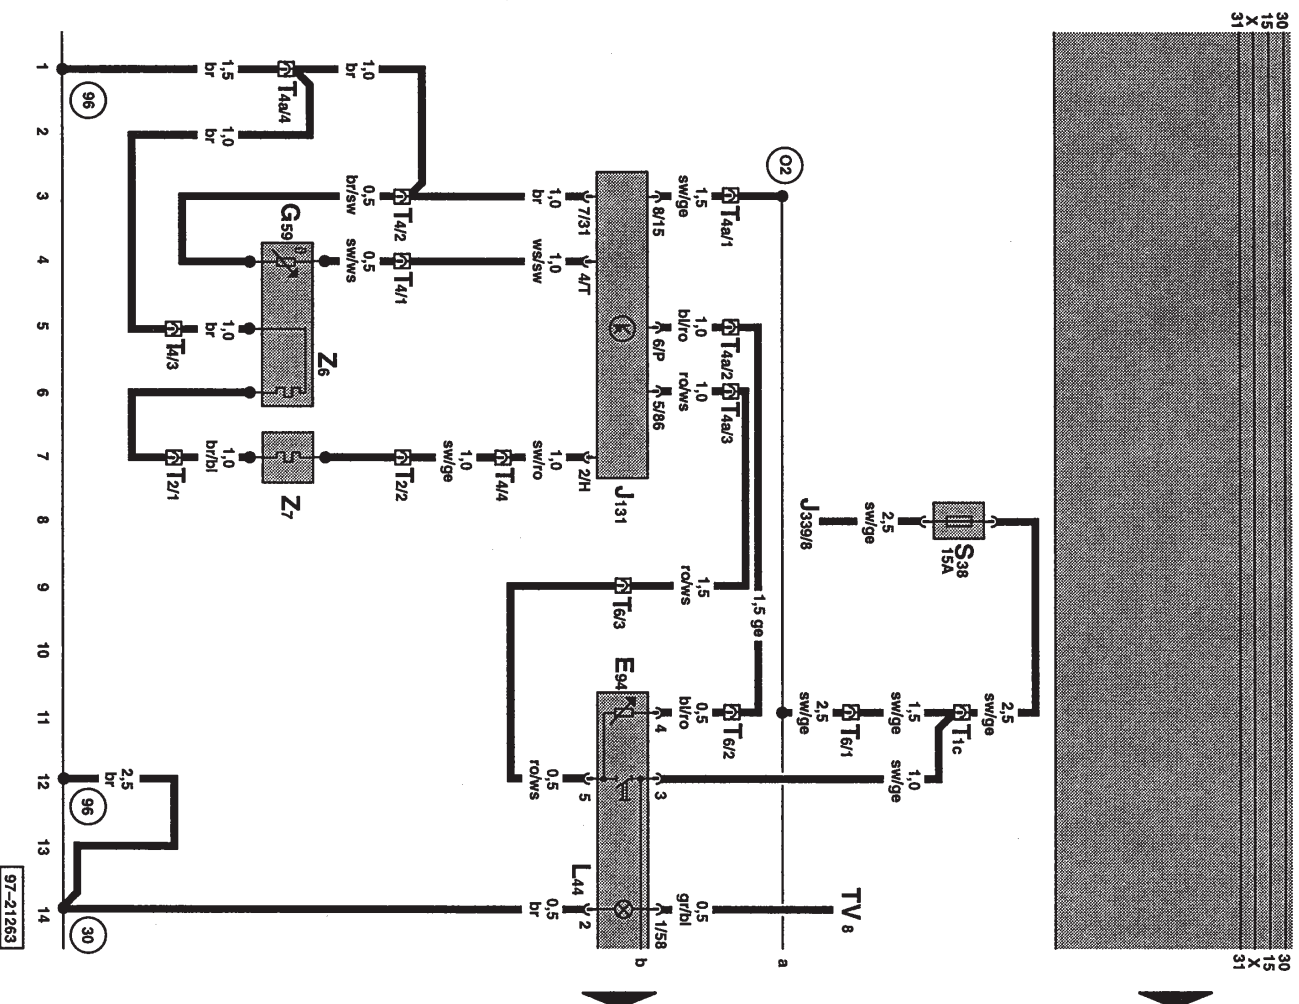 30
15
X
31
30
15
X
31
S38
15A
2,5
sw/ge
J339/8
2,5
sw/ge
T1c
1,5
sw/ge
1,0
sw/ge
T6/1
2,5
sw/ge
02
a
TV8
T4a/1
1,5
sw/ge
8/15
T4a/2
1,0
bl/ro
6/P
T4a/3
1,0
ro/ws
5/86
1,5 ge
1,5
ro/ws
T6/3
T6/2
0,5
bl/ro
4
3
0,5
gr/bl
1/58
b
J131
K
7/31
4/T
2/H
1,0
br
1,0
ws/sw
1,0
sw/ro
T4/4
1,0
sw/ge
T2/2
E94
5
0,5
ro/ws
L44
2
0,5
br
T4/2
0,5
br/sw
T4/1
0,5
sw/ws
G59
Z6
Z7
1,0
br
T4a/4
1,5
br
1,0
br
1,0
br
T4/3
1,0
br/bl
T2/1
2,5
br
96
96
30
1
2
3
4
5
6
7
8
9
10
11
12
13
14
97–21263